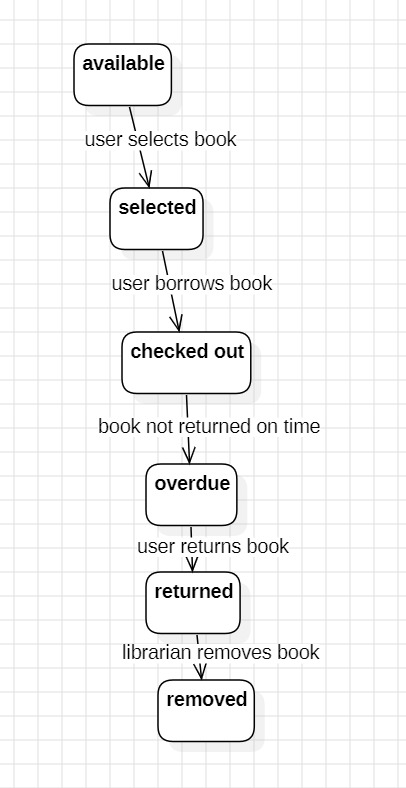 available
user selects book
selected
user borrows book
checked out
book not returned on time
overdue
user returns book
returned
librarian removes book
removed